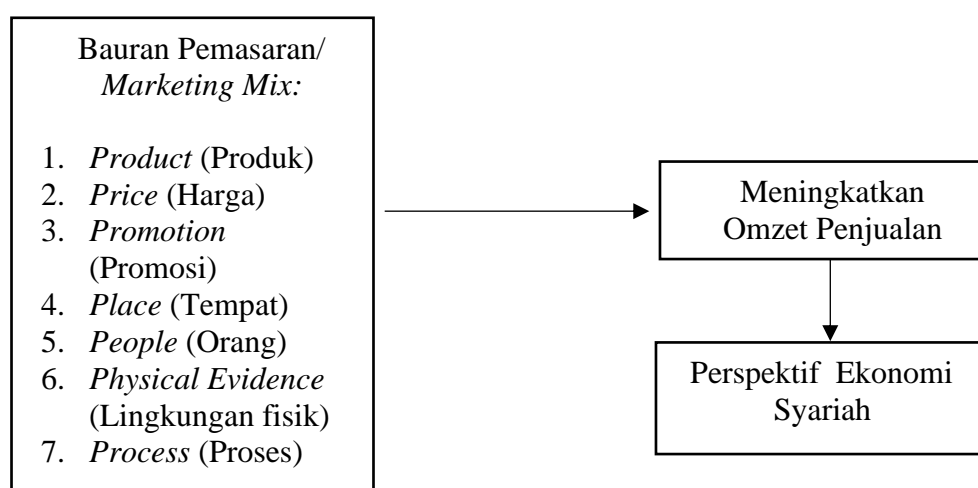 Bauran Pemasaran/
Marketing Mix:
1. Product (Produk)
2. Price (Harga)
3. Promotion
(Promosi)
4. Place (Tempat)
5. People (Orang)
6. Physical Evidence
(Lingkungan fisik)
7. Process (Proses)
Meningkatkan
Omzet Penjualan
Perspektif Ekonomi
Syariah